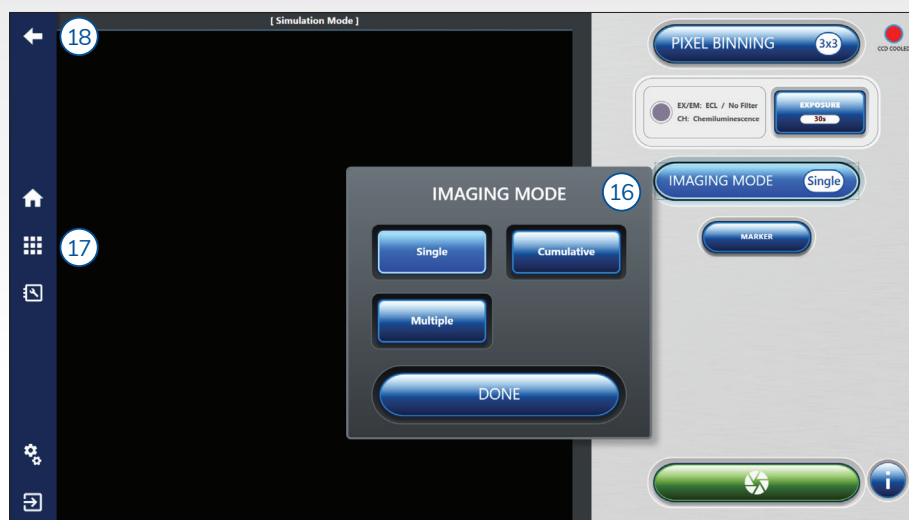 [ Simulation Mode ]
18
PIXEL BINNING 3x3
CCD COOLED
EX/EM: ECL / No Filter
CH: Chemiluminescence
EXPOSURE
30s
IMAGING MODE 16
IMAGING MODE Single
Single Cumulative
MARKER
17
Multiple
DONE
i